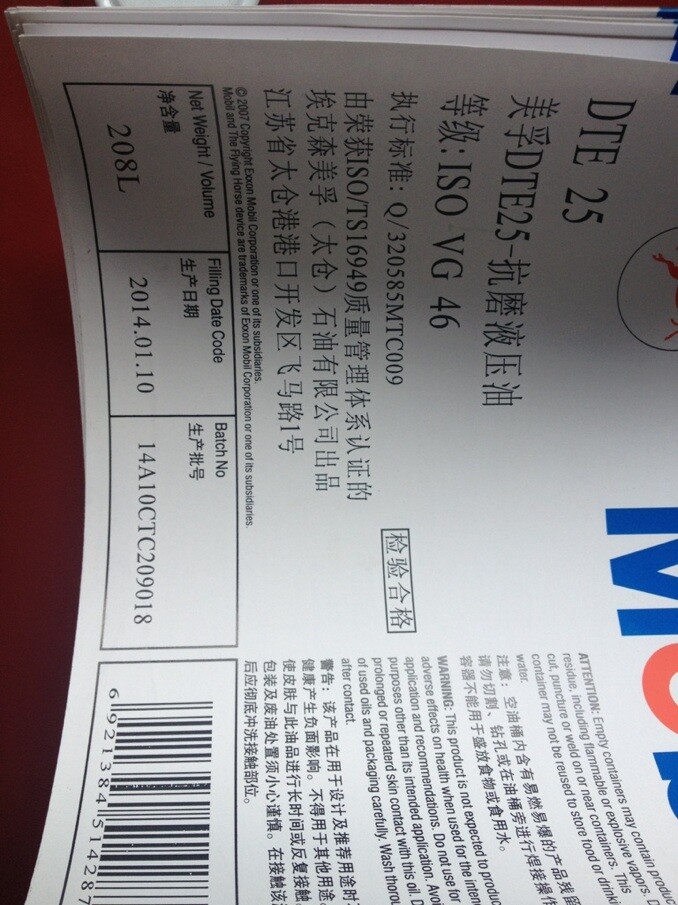 Mo
DTE 25
美孚DTE25-抗磨液压油
等级: ISO VG 46
执行标准: Q/320585MTC009
由荣获ISO/TS16949质量管理体系认证的
埃克森美孚（太仓）石油有限公司出品
江苏省太仓港港口开发区飞马路1号
检验合格
© 2007 Copyright Exxon Mobil Corporation or one of its subsidiaries.
Mobil and The Flying Horse device are trademarks of Exxon Mobil Corporation or one of its subsidiaries.
Net Weight / Volume
净含量
208L
Filling Date Code
生产日期
2014.01.10
Batch No
生产批号
14A10CTC209018
ATTENTION: Empty containers may contain product
residue, including flammable or explosive vapors. D
cut, puncture or weld on or near containers. This
container may not be reused to store food or drinki
water.
注意：空油桶内含有易燃易爆的产品残留
请勿切割、钻孔或在油桶旁进行焊接操作
容器不能用于盛放食物或食用水。
WARNING: This product is not expected to produc
adverse effects on health when used for the inten
application and recommendations. Do not use for
purposes other than its intended application. Avoi
prolonged or repeated skin contact with this oil. D
of used oils and packaging carefully. Wash thorou
after contact.
警告：该产品在用于设计及推荐用途时
健康产生负面影响。不得用于其他用途。
使皮肤与此油品进行长时间或反复接触。
包装及废油处置须小心谨慎。在接触该
后应彻底冲洗接触部位。
6 921384 514287